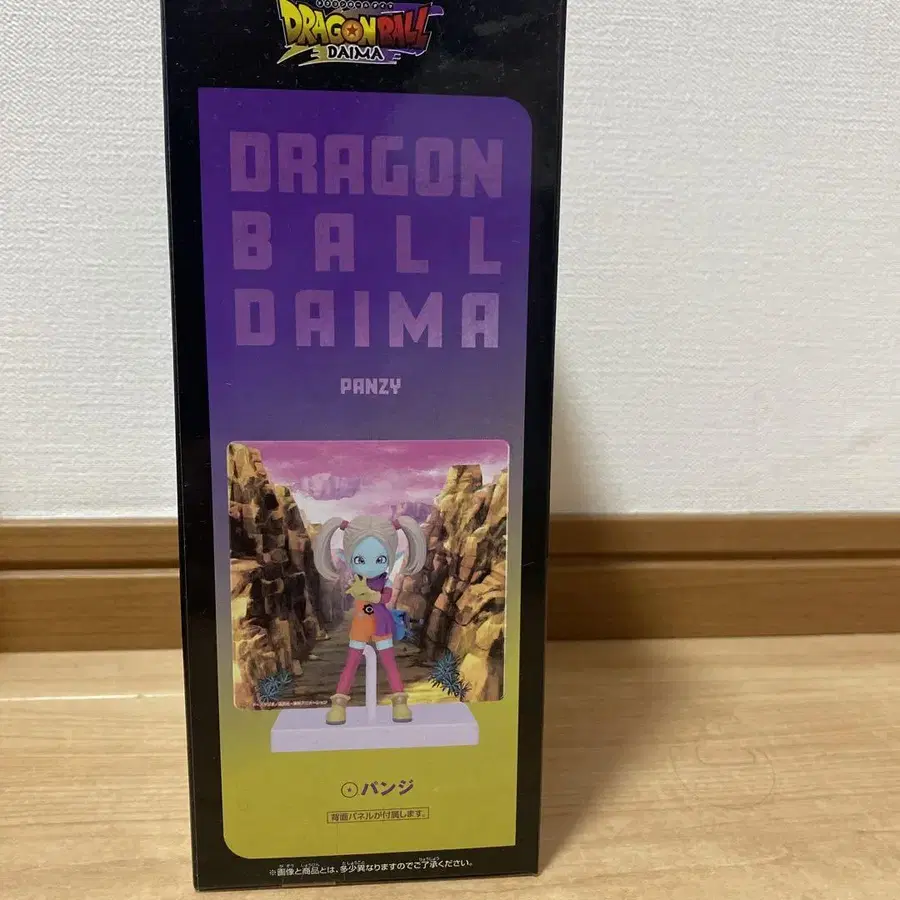 DRAGON BALL
DAIMA
DRAGON
BALL
DAIMA
PANZY
パンジ
背面パネルが付属します。
※画像と商品とは、多少異なりますのでご了承ください。